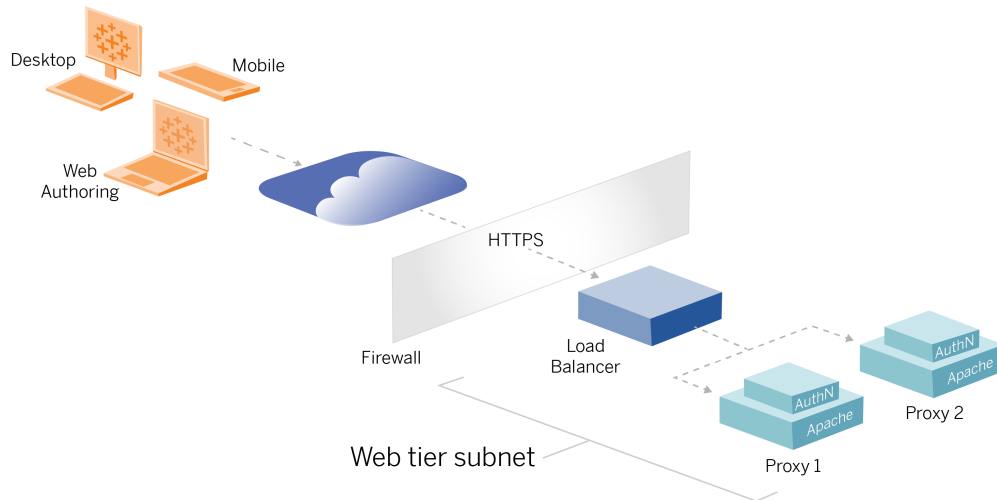 Desktop
Mobile
Web
Authoring
HTTPS
Firewall
Load
Balancer
AuthN
Apache
Proxy 2
AuthN
Apache
Proxy 1
Web tier subnet